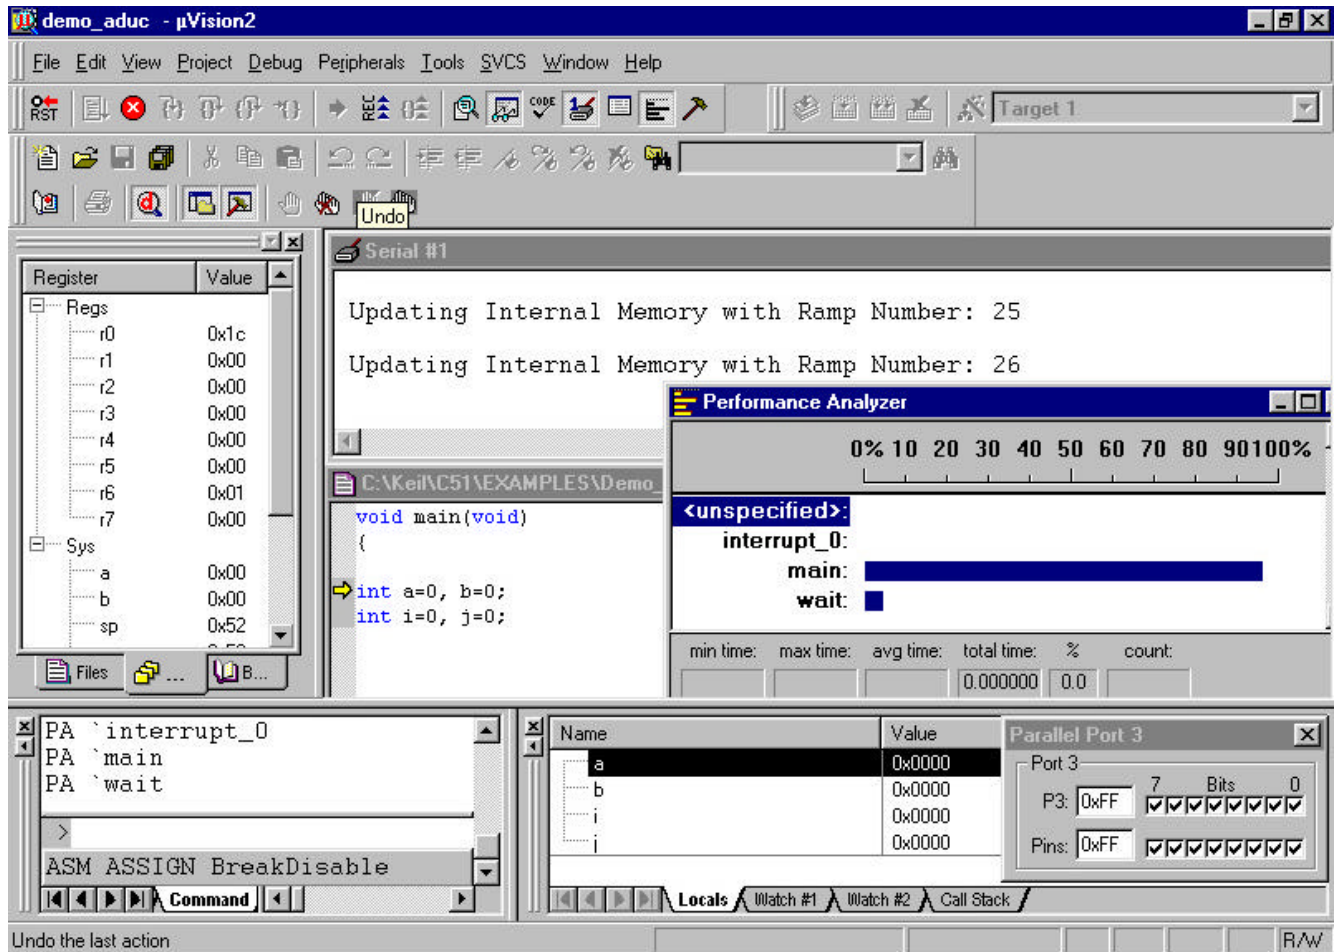 demo_aduc - µVision2
File Edit View Project Debug Peripherals Tools SVCS Window Help
RST REC CODE Target 1
Undo
Register Value
Regs
r0 0x1c
r1 0x00
r2 0x00
r3 0x00
r4 0x00
r5 0x00
r6 0x01
r7 0x00
Sys
a 0x00
b 0x00
sp 0x52
Files ... B...
Serial #1
Updating Internal Memory with Ramp Number: 25
Updating Internal Memory with Ramp Number: 26
C:\Keil\C51\EXAMPLES\Demo_
void main(void)
{
int a=0, b=0;
int i=0, j=0;
Performance Analyzer
0% 10 20 30 40 50 60 70 80 90100%
<unspecified>:
interrupt_0:
main:
wait:
min time: max time: avg time: total time: % count:
0.000000 0.0
PA `interrupt_0
PA `main
PA `wait
>
ASM ASSIGN BreakDisable
Command
Name Value
a 0x0000
b 0x0000
i 0x0000
j 0x0000
Locals Watch #1 Watch #2 Call Stack
Parallel Port 3
Port 3
7 Bits 0
P3: 0xFF
Pins: 0xFF
Undo the last action
R/W